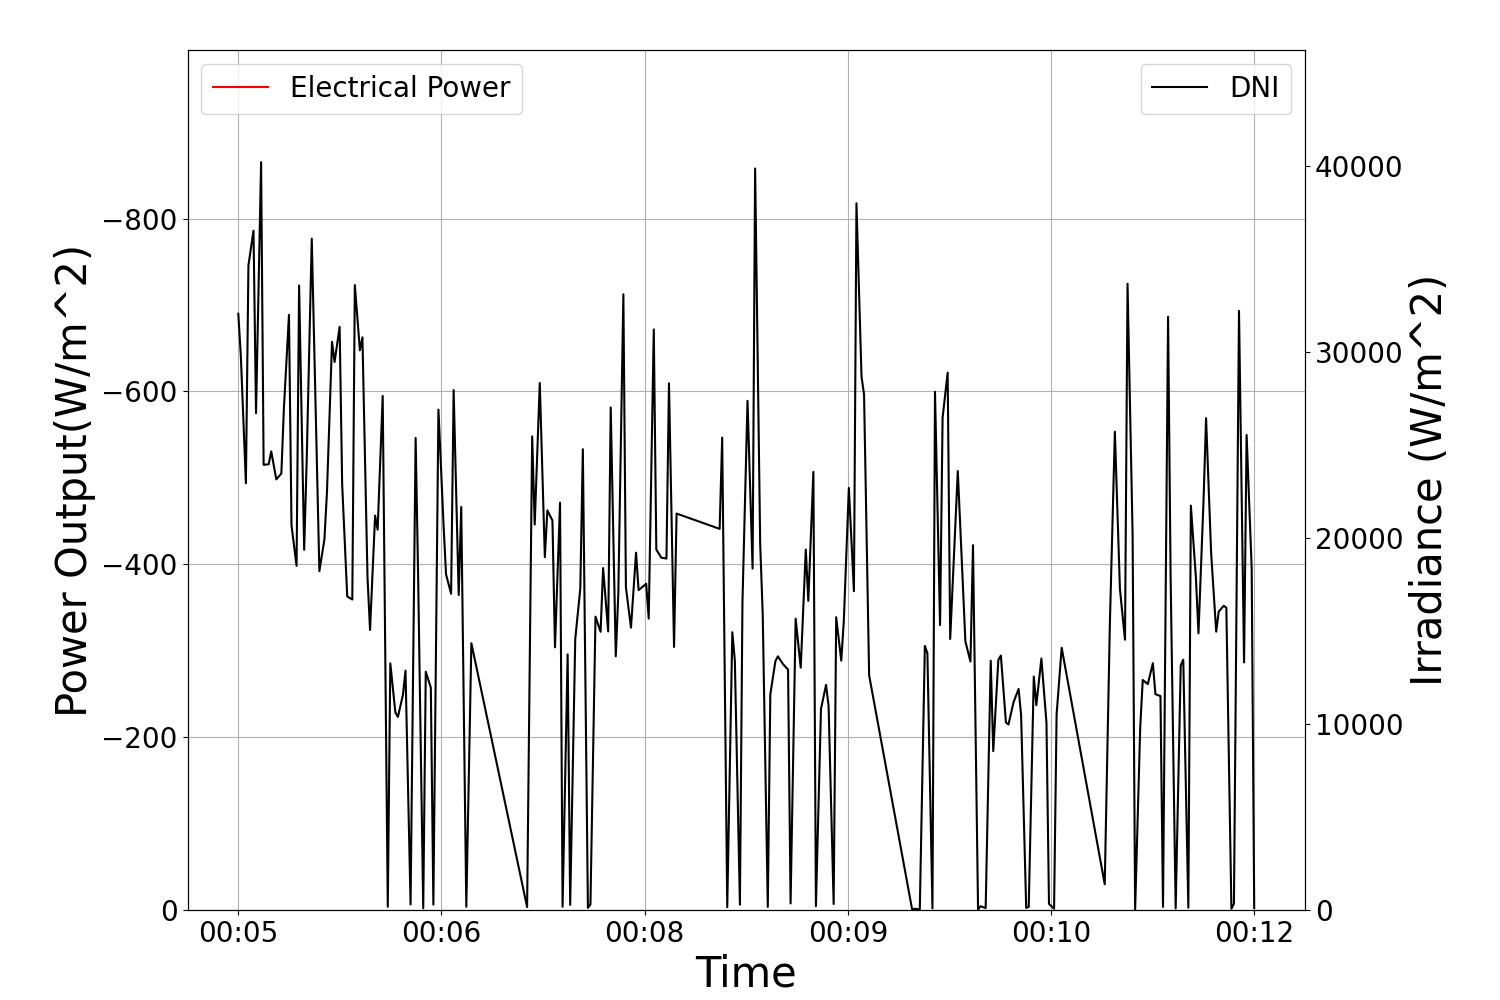 Electrical Power
DNI
Power Output(W/m^2)
−800
−600
−400
−200
0
40000
30000
20000
10000
0
Irradiance (W/m^2)
00:05 00:06 00:08 00:09 00:10 00:12
Time